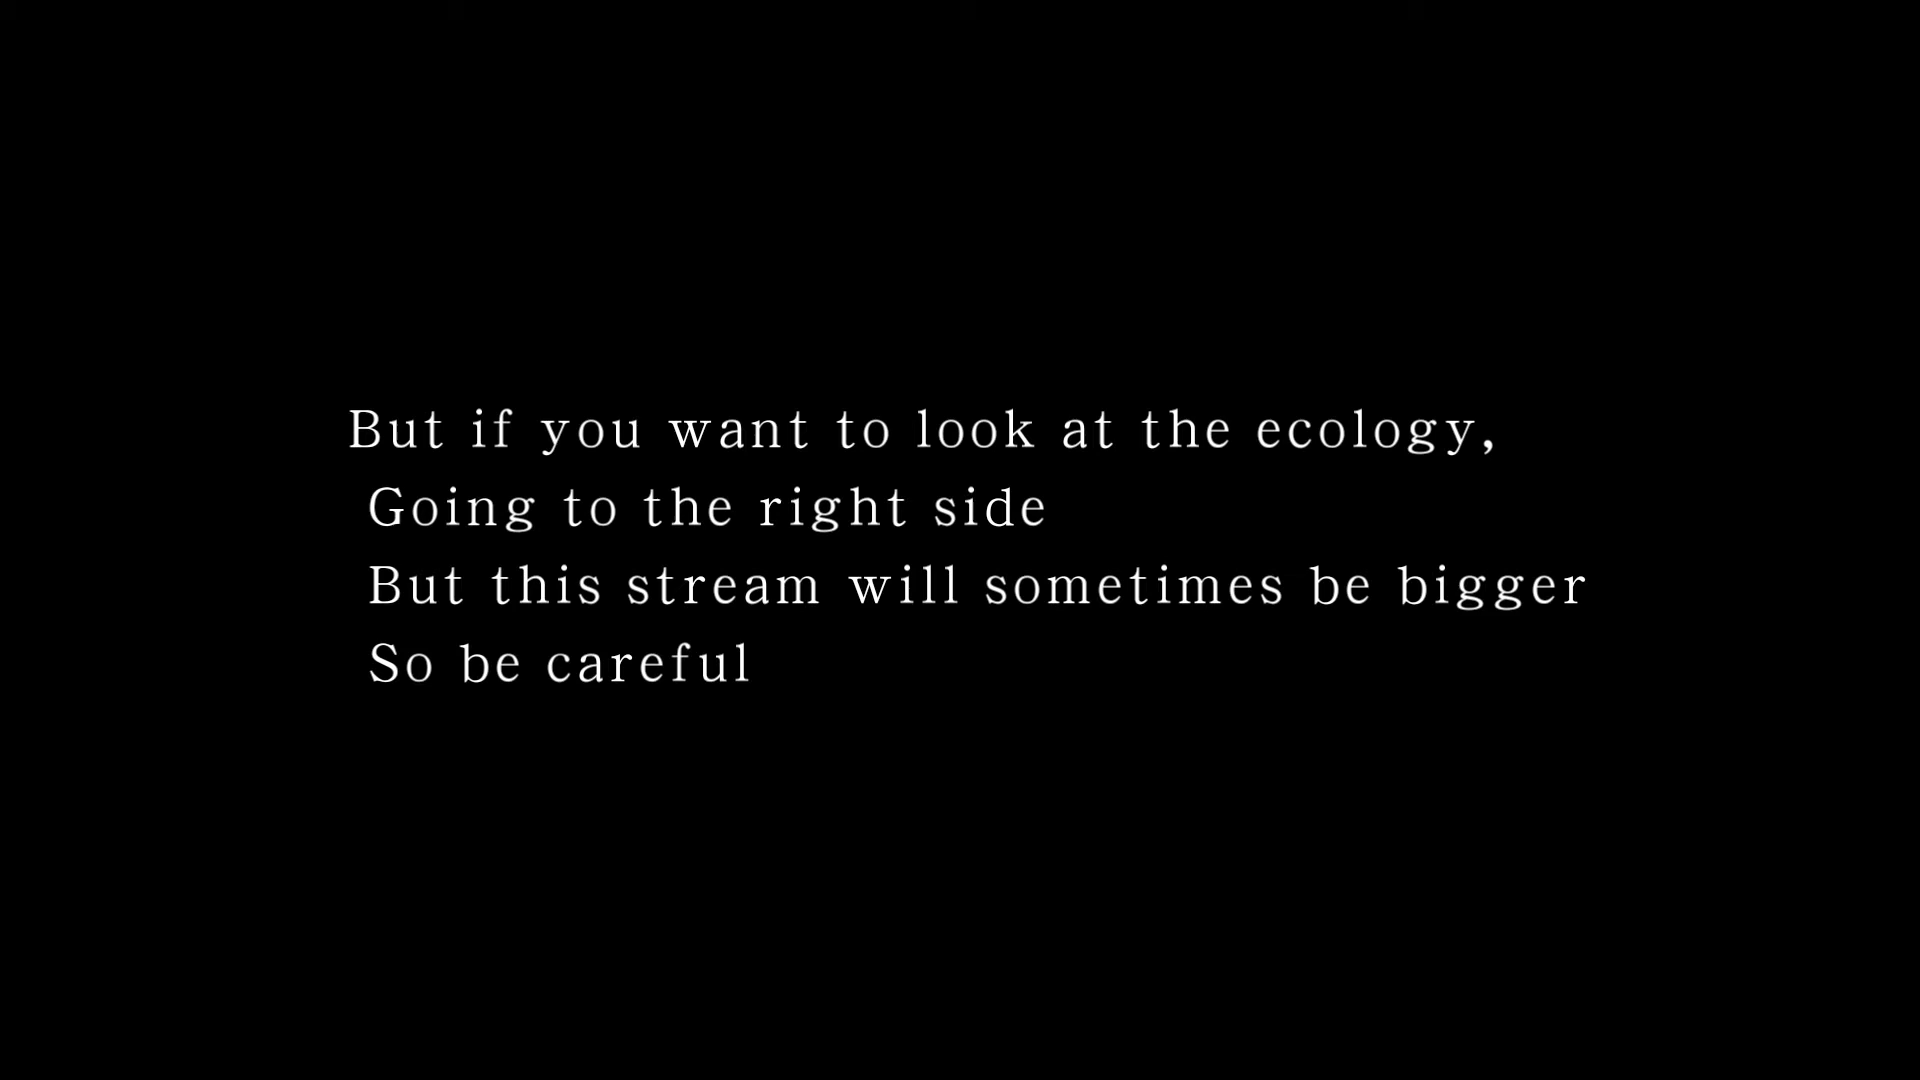 But if you want to look at the ecology,
Going to the right side
But this stream will sometimes be bigger
So be careful